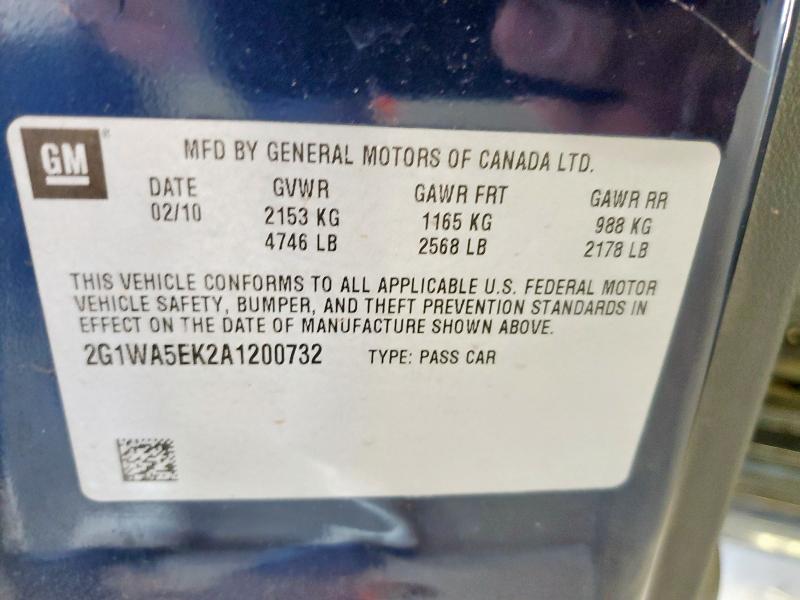 GM
MFD BY GENERAL MOTORS OF CANADA LTD.
DATE GVWR GAWR FRT GAWR RR
02/10 2153 KG 1165 KG 988 KG
4746 LB 2568 LB 2178 LB
THIS VEHICLE CONFORMS TO ALL APPLICABLE U.S. FEDERAL MOTOR
VEHICLE SAFETY, BUMPER, AND THEFT PREVENTION STANDARDS IN
EFFECT ON THE DATE OF MANUFACTURE SHOWN ABOVE.
2G1WA5EK2A1200732 TYPE: PASS CAR